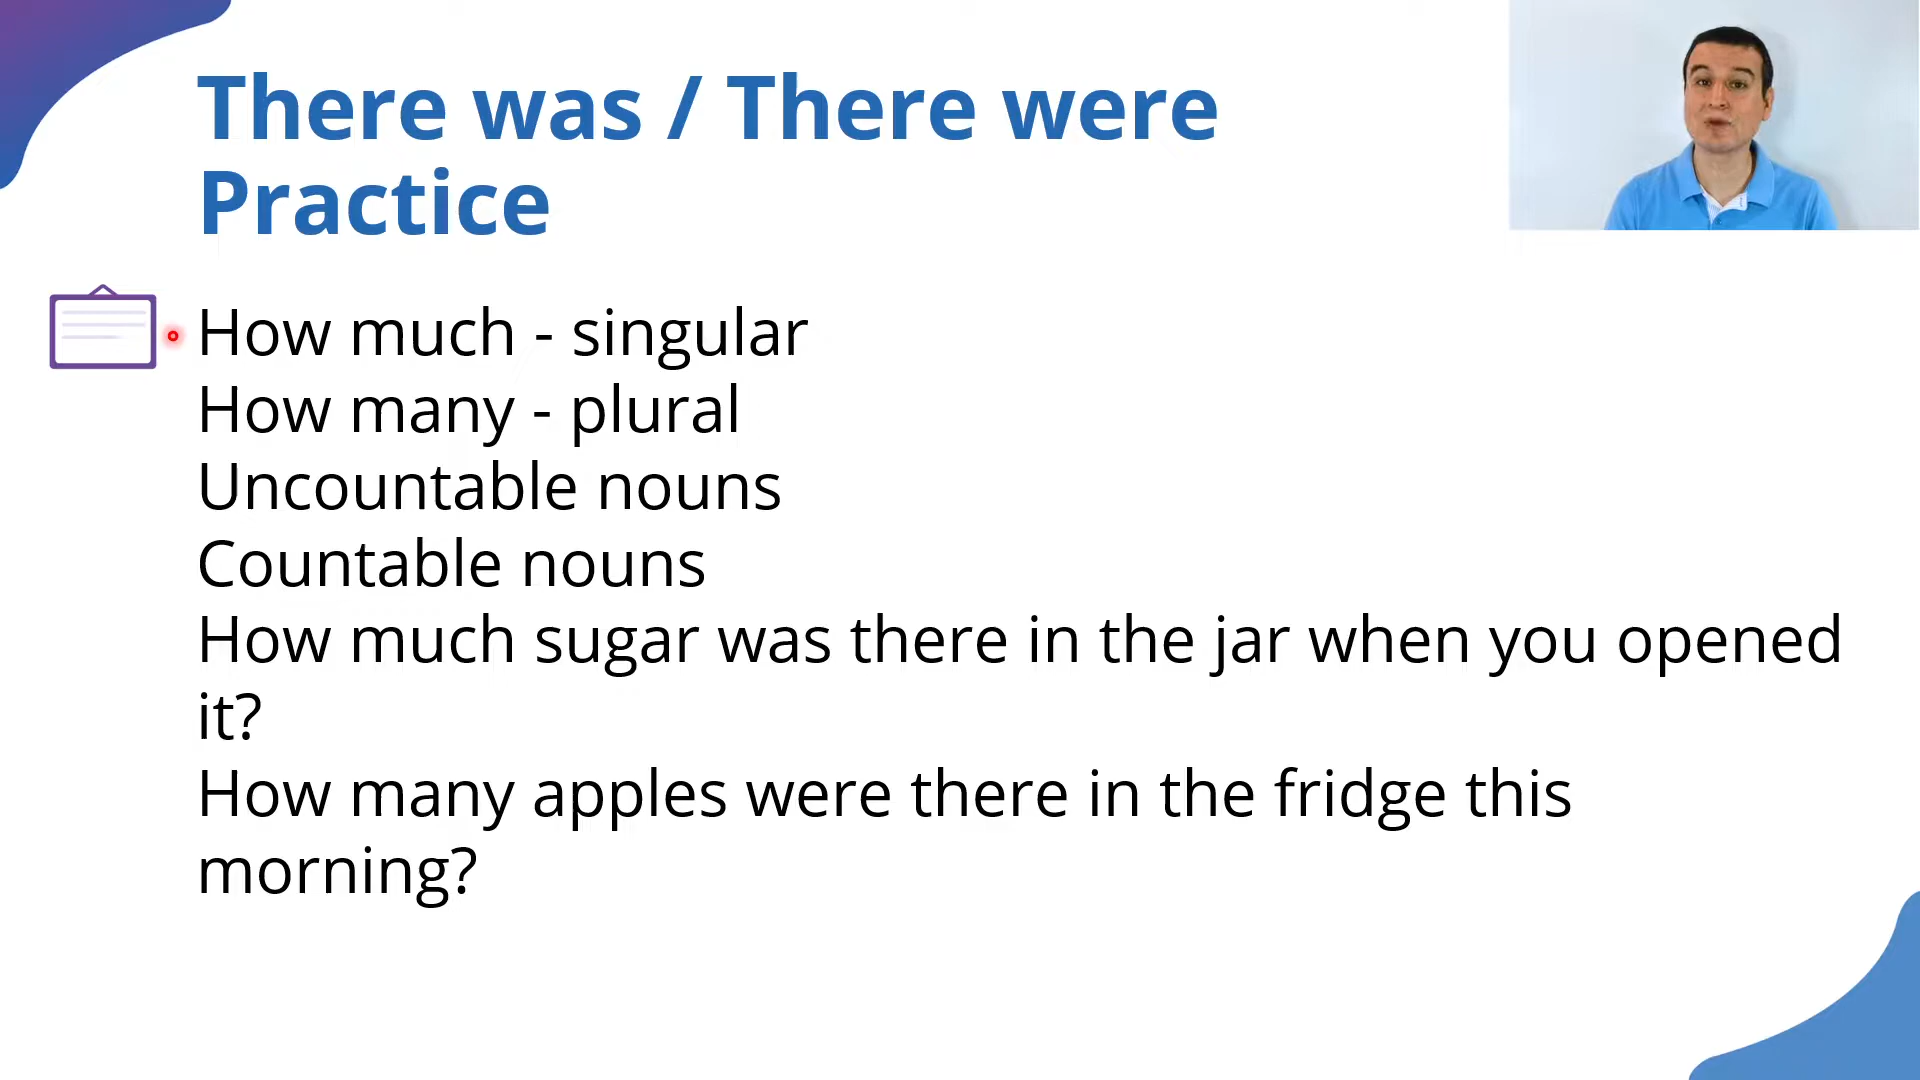 There was / There were
Practice
How much - singular
How many - plural
Uncountable nouns
Countable nouns
How much sugar was there in the jar when you opened
it?
How many apples were there in the fridge this
morning?